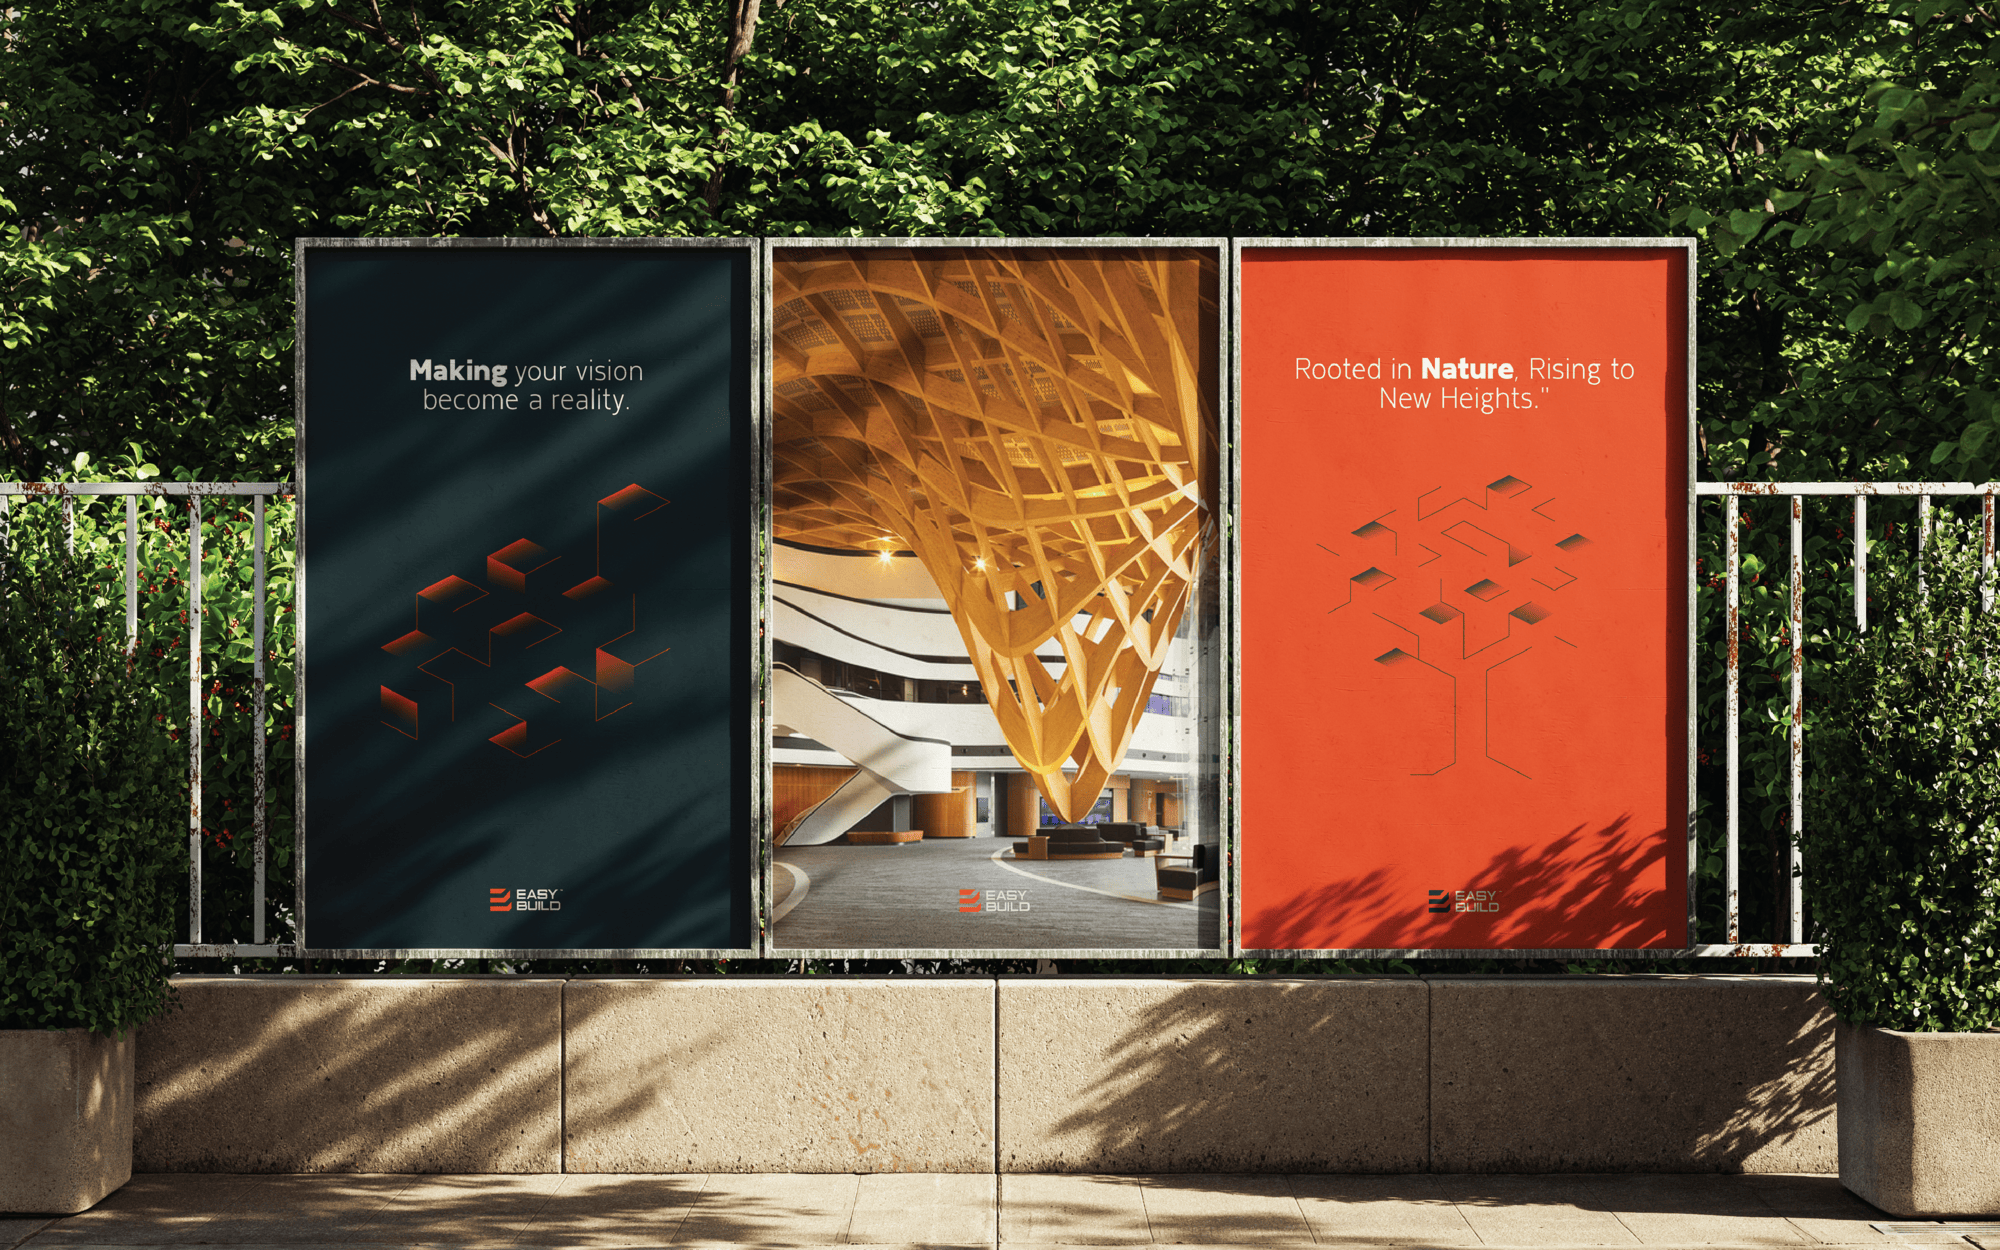 Making your vision
become a reality.
EASY
BUILD
EASY
BUILD
Rooted in Nature, Rising to
New Heights."
EASY
BUILD